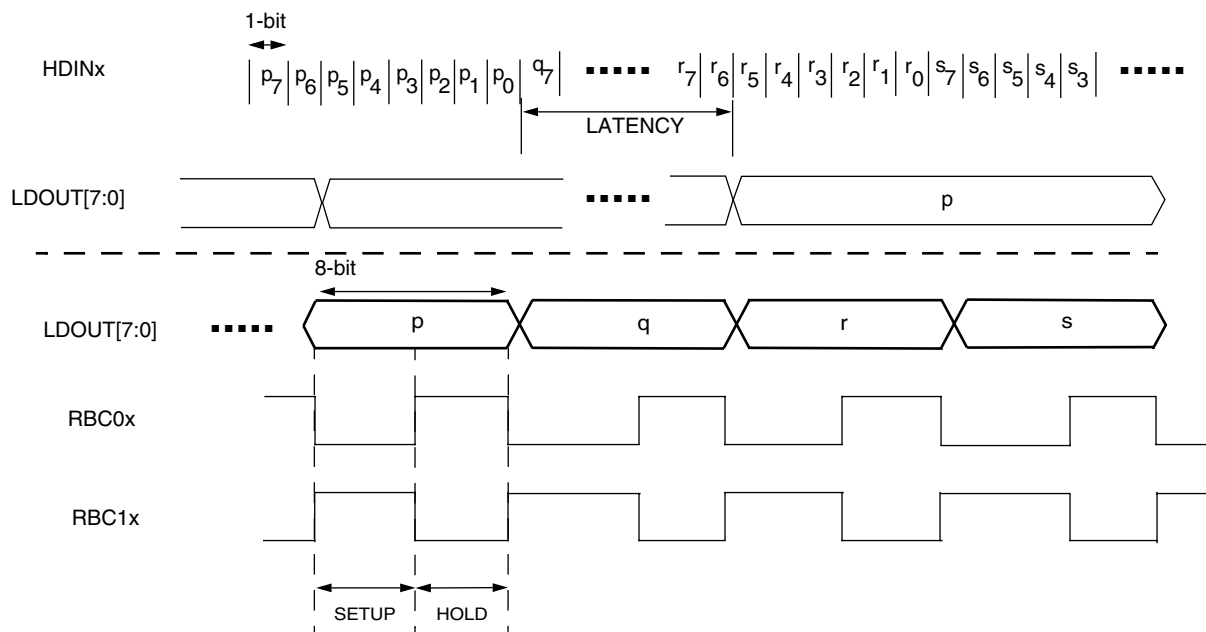 1-bit
HDINx
p7 p6 p5 p4 p3 p2 p1 p0 q7 r7 r6 r5 r4 r3 r2 r1 r0 s7 s6 s5 s4 s3
LATENCY
LDOUT[7:0]
p
8-bit
LDOUT[7:0]
p q r s
RBC0x
RBC1x
SETUP HOLD